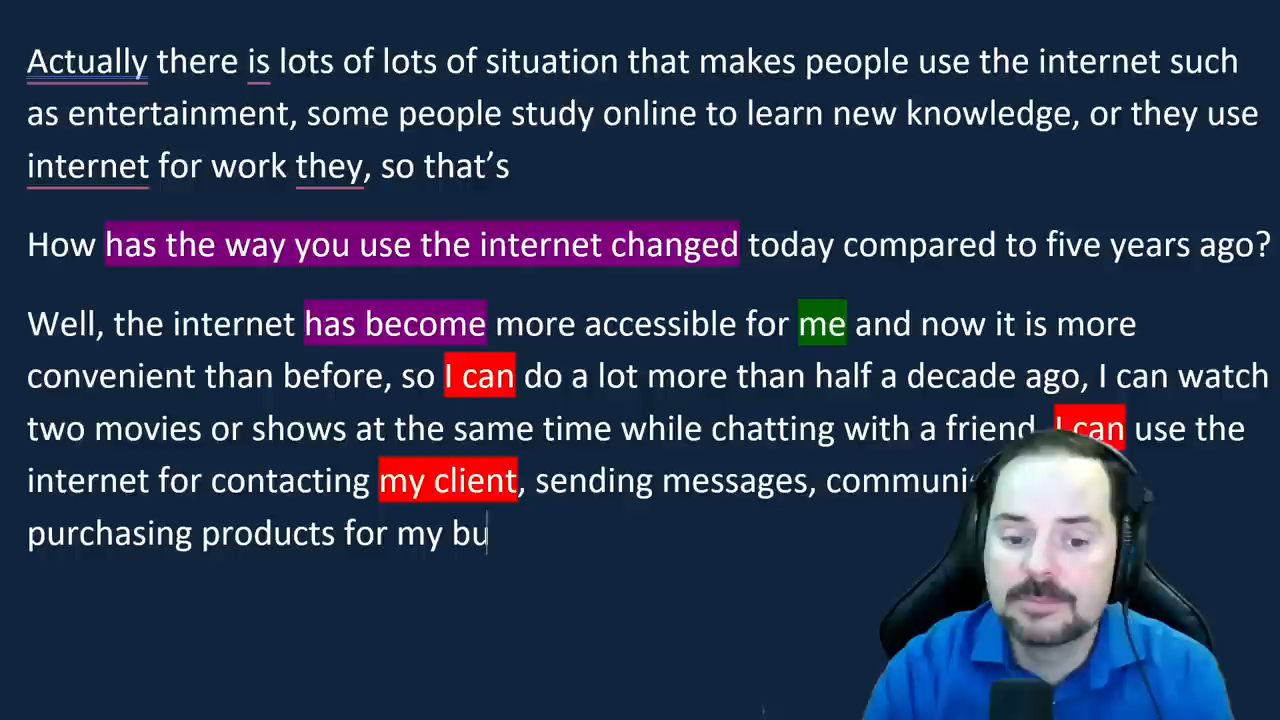 Actually there is lots of lots of situation that makes people use the internet such
as entertainment, some people study online to learn new knowledge, or they use
internet for work they, so that’s
How has the way you use the internet changed today compared to five years ago?
Well, the internet has become more accessible for me and now it is more
convenient than before, so I can do a lot more than half a decade ago, I can watch
two movies or shows at the same time while chatting with a friend I can use the
internet for contacting my client, sending messages,
purchasing products for my bu